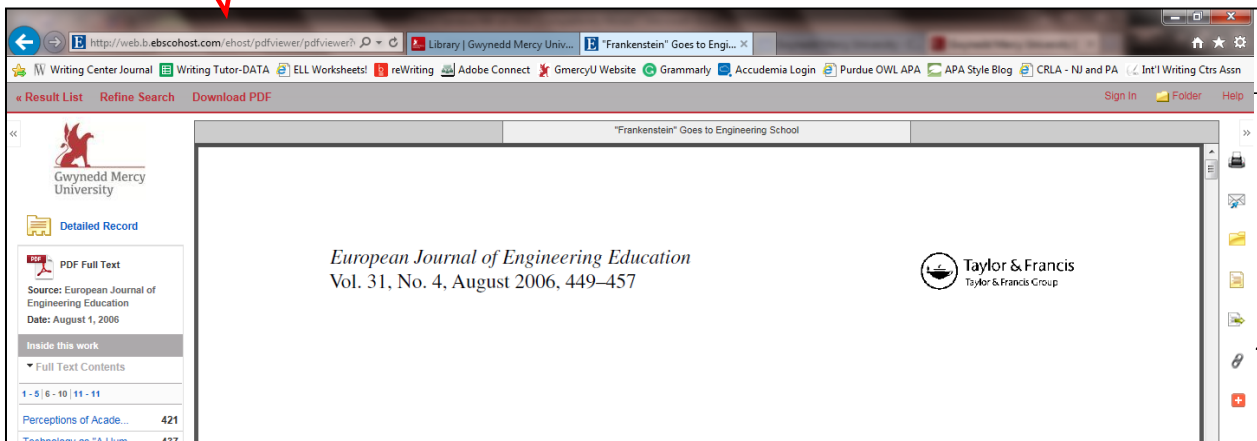 http://web.b.ebscohost.com/ehost/pdfviewer/pdfviewer?
Library | Gwynedd Mercy Univ...
"Frankenstein" Goes to Engi...
Writing Center Journal
Writing Tutor-DATA
ELL Worksheets!
reWriting
Adobe Connect
GmercyU Website
Grammarly
Accudemia Login
Purdue OWL APA
APA Style Blog
CRLA - NJ and PA
Int'l Writing Ctrs Assn
« Result List
Refine Search
Download PDF
Sign In
Folder
Help
"Frankenstein" Goes to Engineering School
Gwynedd Mercy
University
Detailed Record
PDF
PDF Full Text
Source: European Journal of
Engineering Education
Date: August 1, 2006
Inside this work
Full Text Contents
1 - 5 | 6 - 10 | 11 - 11
Perceptions of Acade... 421
Technology as "A Hum... 437
European Journal of Engineering Education
Vol. 31, No. 4, August 2006, 449–457
Taylor & Francis
Taylor & Francis Group